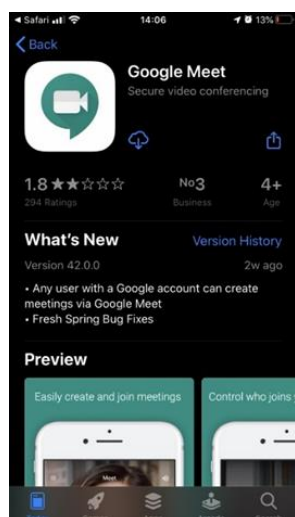 Safari 14:06 13%
Back
Google Meet
Secure video conferencing
1.8 No3 4+
294 Ratings Business Age
What's New Version History
Version 42.0.0 2w ago
• Any user with a Google account can create
meetings via Google Meet
• Fresh Spring Bug Fixes
Preview
Easily create and join meetings Control who joins
Meet